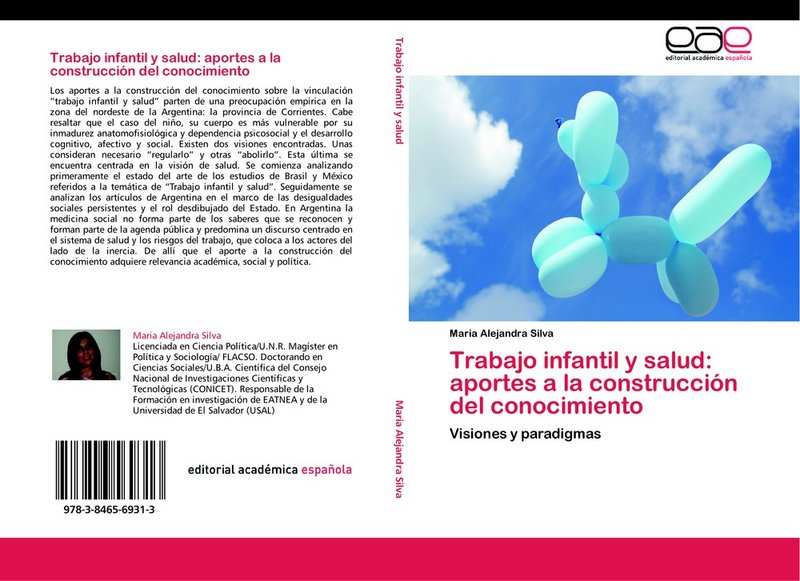 Trabajo infantil y salud: aportes a la
construcción del conocimiento
Los aportes a la construcción del conocimiento sobre la vinculación
“trabajo infantil y salud” parten de una preocupación empírica en la
zona del nordeste de la Argentina: la provincia de Corrientes. Cabe
resaltar que el caso del niño, su cuerpo es más vulnerable por su
inmadurez anatomofisiológica y dependencia psicosocial y el desarrollo
cognitivo, afectivo y social. Existen dos visiones encontradas. Unas
consideran necesario “regularlo” y otras “abolirlo”. Esta última se
encuentra centrada en la visión de salud. Se comienza analizando
primeramente el estado del arte de los estudios de Brasil y México
referidos a la temática de “Trabajo infantil y salud”. Seguidamente se
analizan los artículos de Argentina en el marco de las desigualdades
sociales persistentes y el rol desdibujado del Estado. En Argentina la
medicina social no forma parte de los saberes que se reconocen y
forman parte de la agenda pública y predomina un discurso centrado en
el sistema de salud y los riesgos del trabajo, que coloca a los actores del
lado de la inercia. De allí que el aporte a la construcción del
conocimiento adquiere relevancia académica, social y política.
Maria Alejandra Silva
Licenciada en Ciencia Política/U.N.R. Magíster en
Política y Sociología/ FLACSO. Doctorando en
Ciencias Sociales/U.B.A. Científica del Consejo
Nacional de Investigaciones Científicas y
Tecnológicas (CONICET). Responsable de la
Formación en investigación de EATNEA y de la
Universidad de El Salvador (USAL)
editorial académica española
978-3-8465-6931-3
Trabajo infantil y salud
Maria Alejandra Silva
eae
editorial académica española
Maria Alejandra Silva
Trabajo infantil y salud:
aportes a la construcción
del conocimiento
Visiones y paradigmas